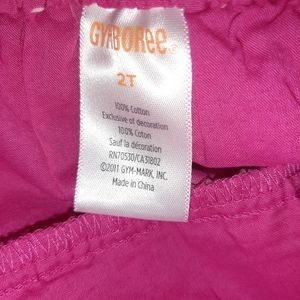 GYMBOREE®
2T
100% Cotton
Exclusive of decoration
100% Coton
Sauf la décoration
RN70530/CA31802
©2011 GYM-MARK, INC.
Made in China